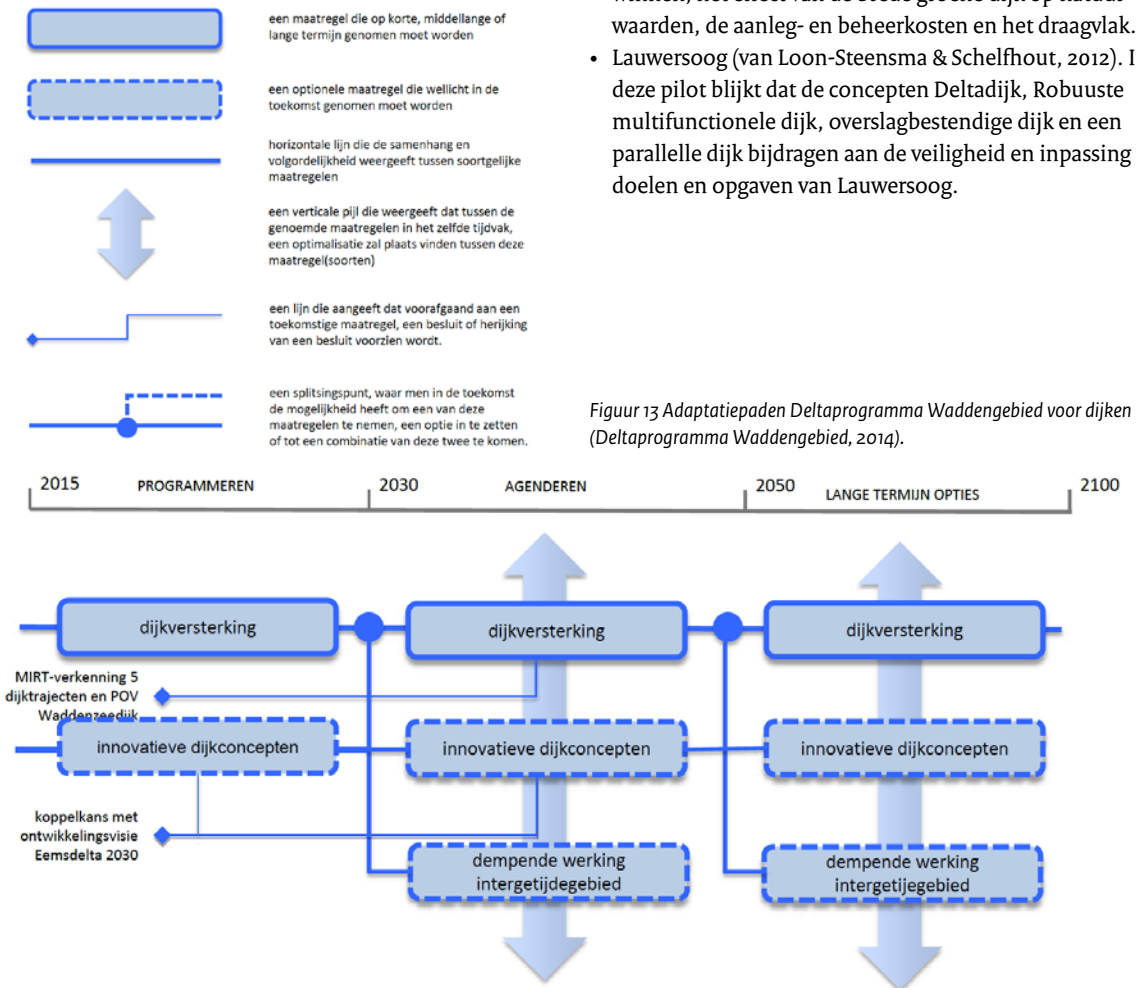 een maatregel die op korte, middellange of
lange termijn genomen moet worden
een optionele maatregel die wellicht in de
toekomst genomen moet worden
horizontale lijn die de samenhang en
volgordelijkheid weergeeft tussen soortgelijke
maatregelen
een verticale pijl die weergeeft dat tussen de
genoemde maatregelen in het zelfde tijdvak,
een optimalisatie zal plaats vinden tussen deze
maatregel(soorten)
een lijn die aangeeft dat voorafgaand aan een
toekomstige maatregel, een besluit of herijking
van een besluit voorzien wordt.
een splitsingspunt, waar men in de toekomst
de mogelijkheid heeft om een van deze
maatregelen te nemen, een optie in te zetten
of tot een combinatie van deze twee te komen.
waarden, de aanleg- en beheerkosten en het draagvlak.
• Lauwersoog (van Loon-Steensma & Schelfhout, 2012). I
deze pilot blijkt dat de concepten Deltadijk, Robuuste
multifunctionele dijk, overslagbestendige dijk en een
parallelle dijk bijdragen aan de veiligheid en inpassing
doelen en opgaven van Lauwersoog.
Figuur 13 Adaptatiepaden Deltaprogramma Waddengebied voor dijken
(Deltaprogramma Waddengebied, 2014).
2015 PROGRAMMEREN 2030 AGENDEREN 2050 LANGE TERMIJN OPTIES 2100
dijkversterking dijkversterking dijkversterking
MIRT-verkenning 5
dijktrajecten en POV
Waddenzeedijk
innovatieve dijkconcepten innovatieve dijkconcepten innovatieve dijkconcepten
koppelkans met
ontwikkelingsvisie
Eemsdelta 2030
dempende werking
intergetijdegebied
dempende werking
intergetijegebied